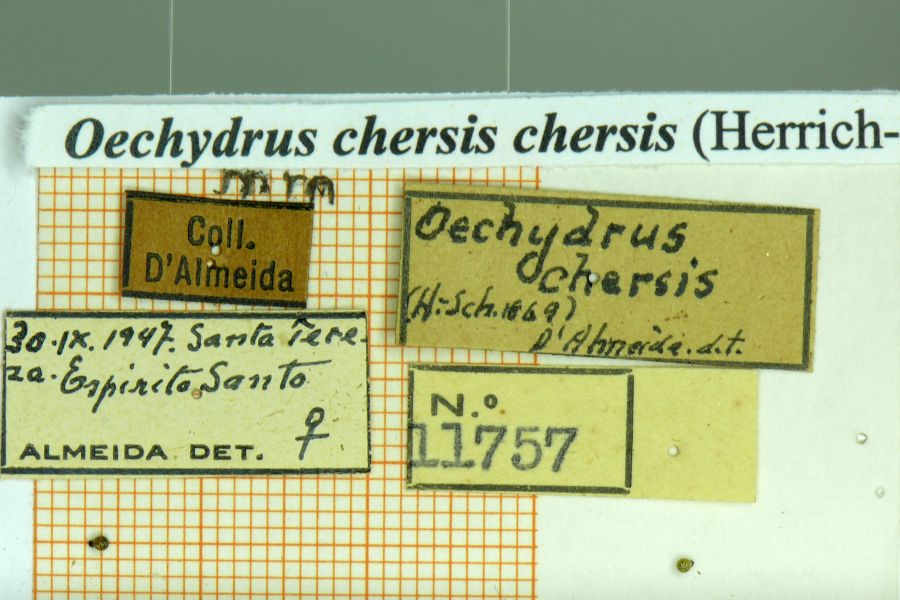 Oechydrus chersis chersis (Herrich-
mm
Coll.
D'Almeida
Oechydrus
chersis
(H.-Sch. 1869)
D'Almeida. det.
30.IX.1947. Santa Tere-
za. Espirito Santo
♀
ALMEIDA DET.
N.º
11757